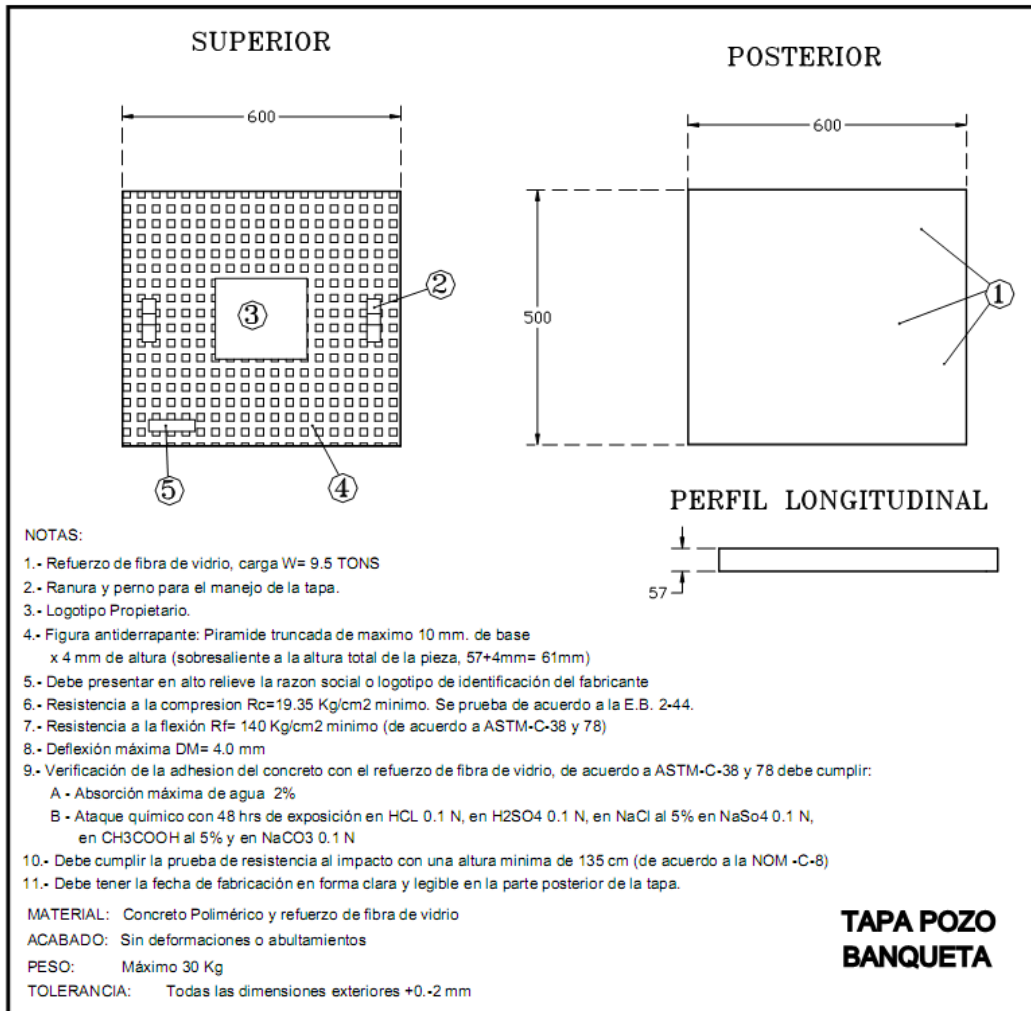 SUPERIOR
POSTERIOR
600
600
2
3
1
500
5
4
PERFIL LONGITUDINAL
57
NOTAS:
1.- Refuerzo de fibra de vidrio, carga W= 9.5 TONS
2.- Ranura y perno para el manejo de la tapa.
3.- Logotipo Propietario.
4.- Figura antiderrapante: Piramide truncada de maximo 10 mm. de base
x 4 mm de altura (sobresaliente a la altura total de la pieza, 57+4mm= 61mm)
5.- Debe presentar en alto relieve la razon social o logotipo de identificación del fabricante
6.- Resistencia a la compresion Rc=19.35 Kg/cm2 minimo. Se prueba de acuerdo a la E.B. 2-44.
7.- Resistencia a la flexión Rf= 140 Kg/cm2 minimo (de acuerdo a ASTM-C-38 y 78)
8.- Deflexión máxima DM= 4.0 mm
9.- Verificación de la adhesion del concreto con el refuerzo de fibra de vidrio, de acuerdo a ASTM-C-38 y 78 debe cumplir:
A - Absorción máxima de agua 2%
B - Ataque químico con 48 hrs de exposición en HCL 0.1 N, en H2SO4 0.1 N, en NaCl al 5% en NaSo4 0.1 N,
en CH3COOH al 5% y en NaCO3 0.1 N
10.- Debe cumplir la prueba de resistencia al impacto con una altura minima de 135 cm (de acuerdo a la NOM -C-8)
11.- Debe tener la fecha de fabricación en forma clara y legible en la parte posterior de la tapa.
MATERIAL: Concreto Polimérico y refuerzo de fibra de vidrio
ACABADO: Sin deformaciones o abultamientos
PESO: Máximo 30 Kg
TOLERANCIA: Todas las dimensiones exteriores +0.-2 mm
TAPA POZO
BANQUETA